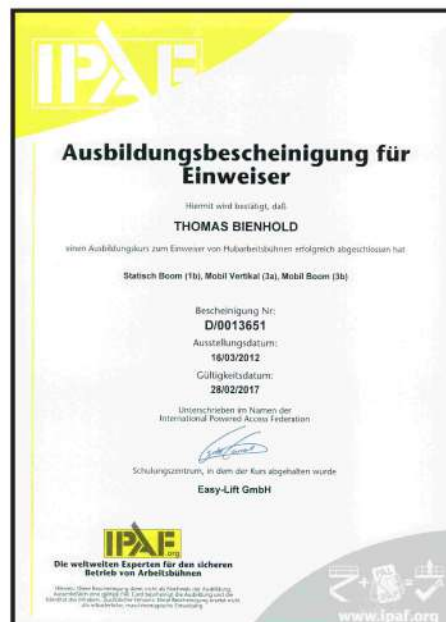 IPAF
Ausbildungsbescheinigung für
Einweiser
Hiermit wird bestätigt, daß
THOMAS BIENHOLD
einen Ausbildungskurs zum Einweiser von Hubarbeitsbühnen erfolgreich abgeschlossen hat
Statisch Boom (1b), Mobil Vertikal (3a), Mobil Boom (3b)
Bescheinigung Nr:
D/0013651
Ausstellungsdatum:
16/03/2012
Gültigkeitsdatum:
28/02/2017
Unterschrieben im Namen der
International Powered Access Federation
Schulungszentrum, in dem der Kurs abgehalten wurde
Easy-Lift GmbH
IPAF
.org
Die weltweiten Experten für den sicheren
Betrieb von Arbeitsbühnen
www.ipaf.org